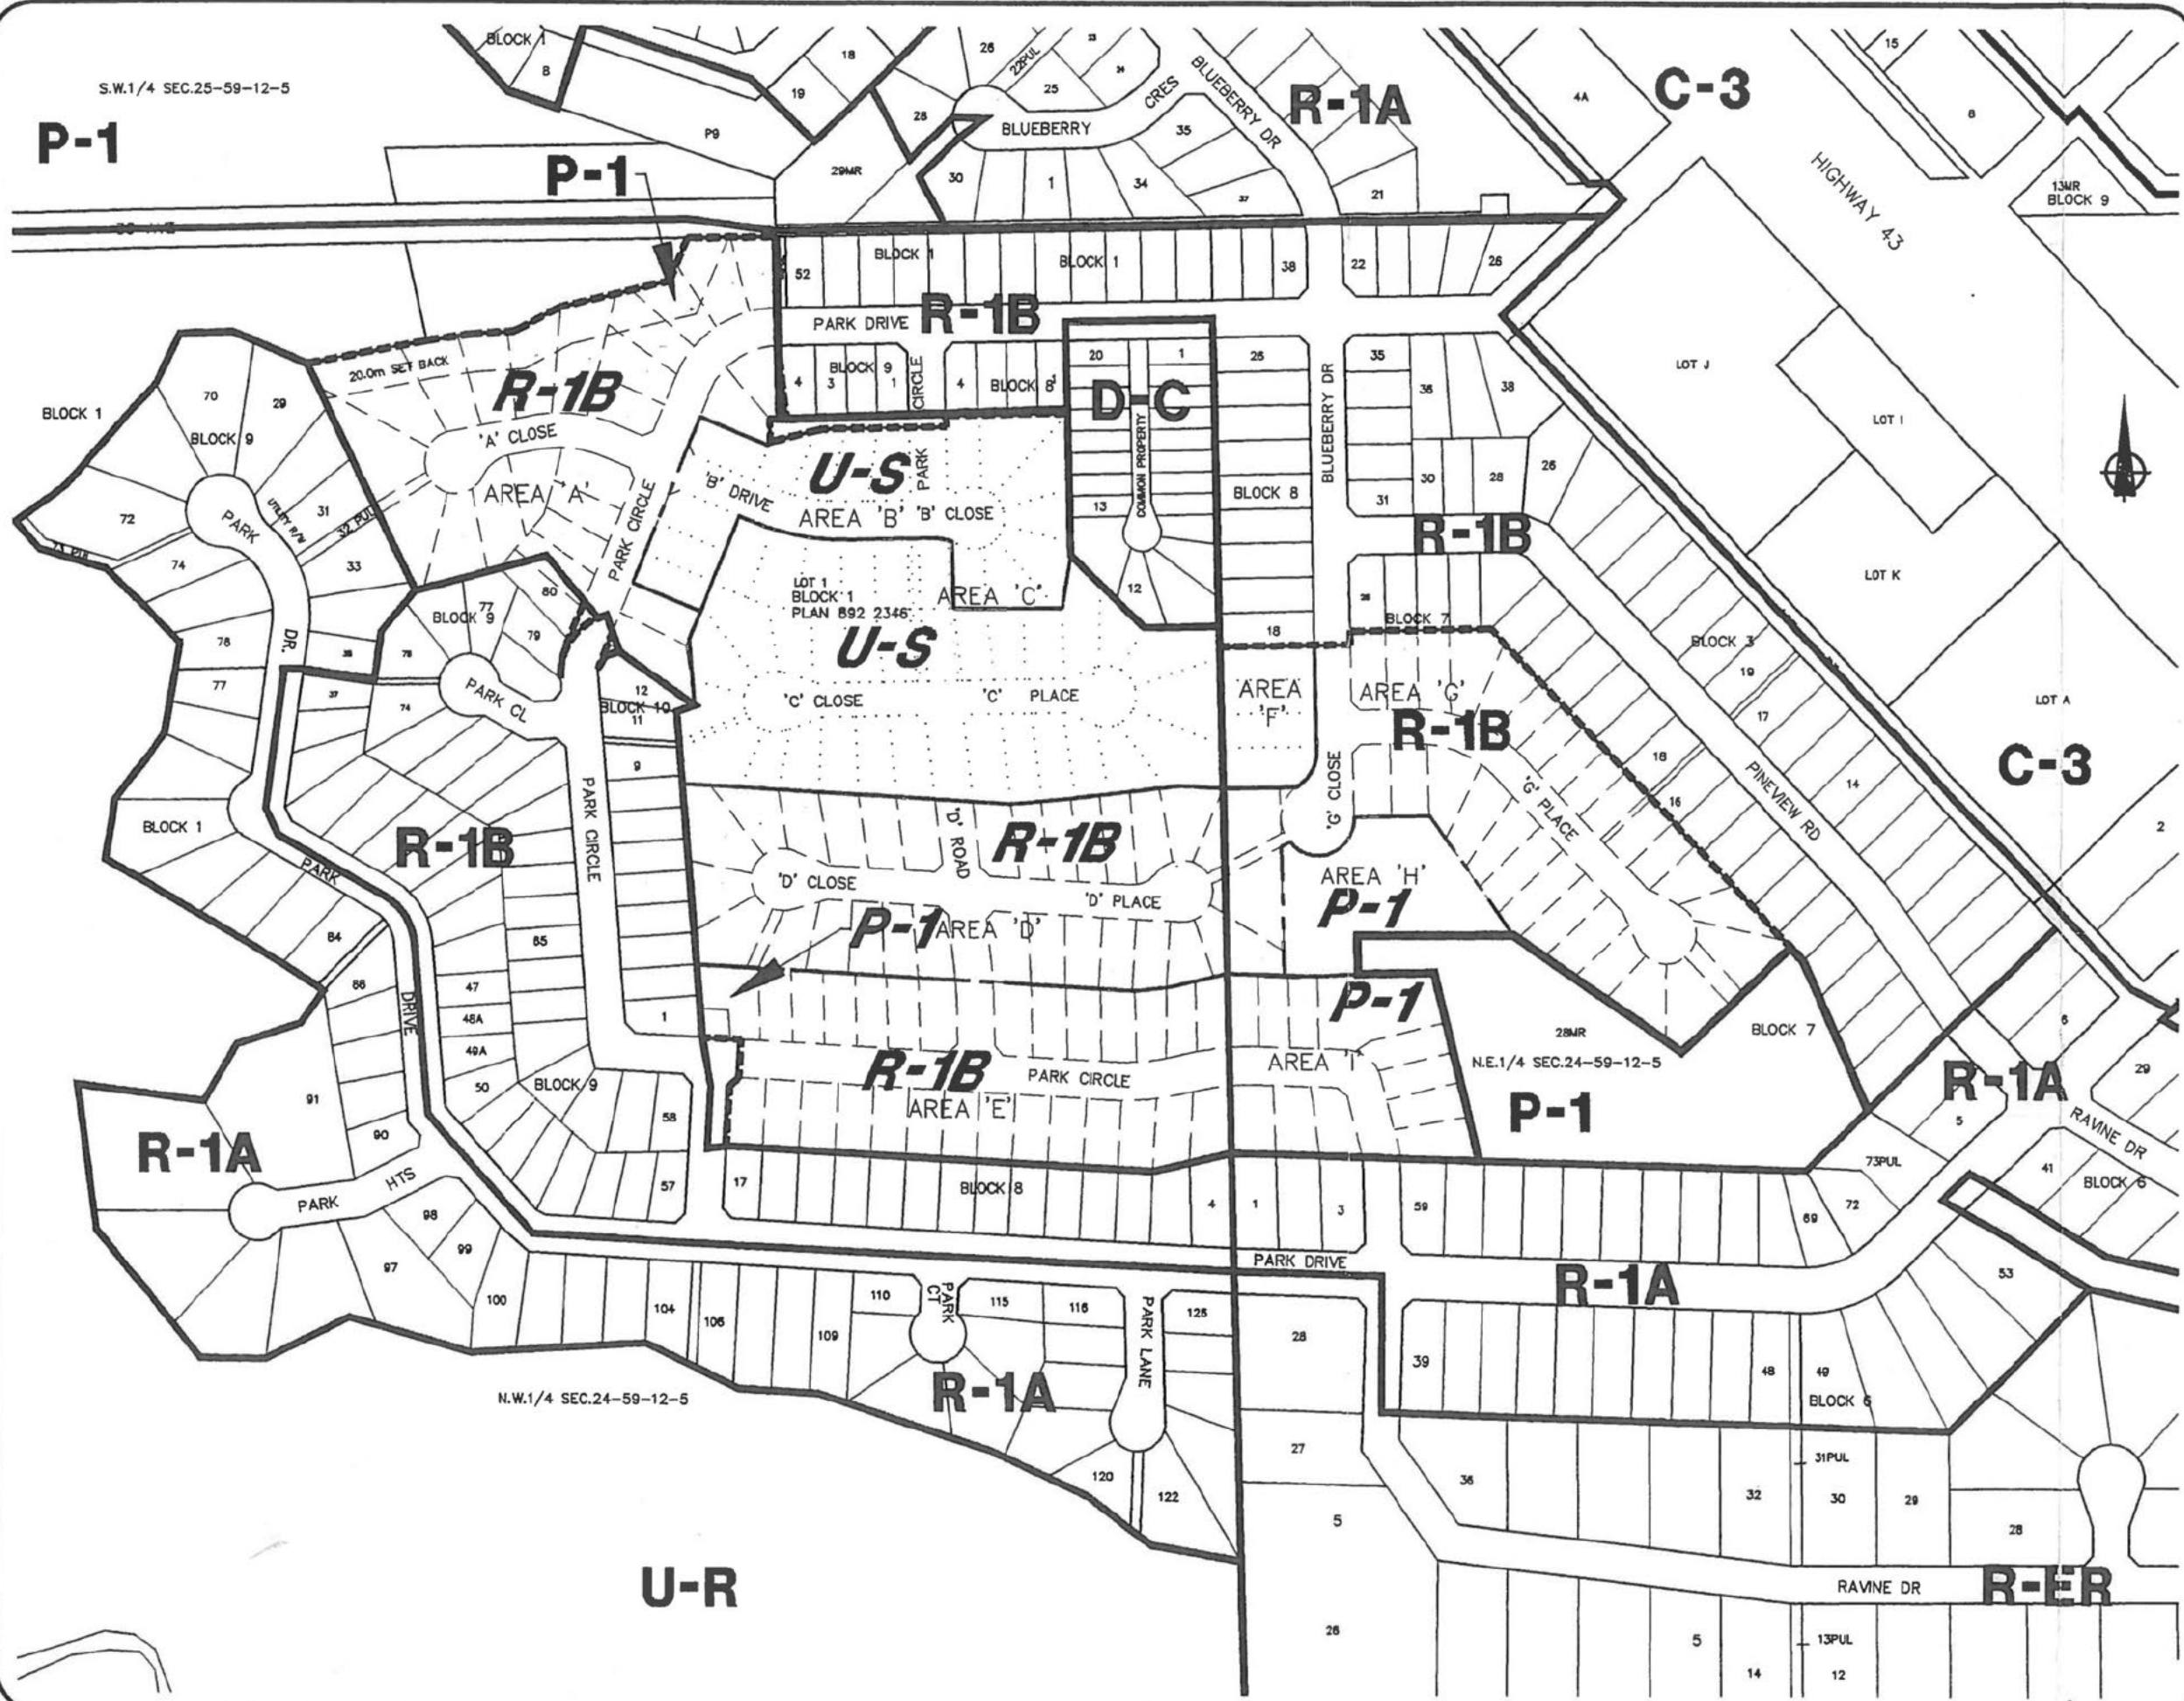 BLOCK 1
8
S.W.1/4 SEC.25-59-12-5
P-1
P9
18
19
26
22PUL
25
CRES
BLUEBERRY DR
R-1A
C-3
4A
15
8
28
BLUEBERRY
35
HIGHWAY 43
P-1
29MR
30
1
34
37
21
13MR
BLOCK 9
52
BLOCK 1
BLOCK 1
38
22
26
PARK DRIVE
R-1B
20.0m SET BACK
R-1B
4
3
BLOCK 9
1
CIRCLE
4
BLOCK 8
1
20
1
D-C
COMMON PROPERTY
26
BLUEBERRY DR
35
36
38
LOT J
LOT I
BLOCK 1
70
29
BLOCK 9
'A' CLOSE
AREA 'A'
PARK CIRCLE
'B' DRIVE
U-S
PARK
AREA 'B'
'B' CLOSE
13
BLOCK 8
31
30
28
26
72
PARK
UTILITY R/W
31
32 PUL
R-1B
74
33
LOT 1
BLOCK 1
PLAN 892 2346
AREA 'C'
12
LOT K
80
77
BLOCK 9
79
U-S
BLOCK 7
18
BLOCK 3
19
76
DR.
77
37
74
PARK CL
12
BLOCK 10
11
'C' CLOSE
'C' PLACE
AREA
'F'
AREA 'G'
R-1B
17
LOT A
9
18
C-3
'G' CLOSE
'G' PLACE
16
PINEVIEW RD
14
2
BLOCK 1
R-1B
PARK CIRCLE
'D' ROAD
R-1B
PARK
'D' CLOSE
'D' PLACE
AREA 'H'
P-1
P-1
AREA 'D'
84
65
86
DRIVE
47
48A
1
P-1
28MR
BLOCK 7
6
49A
50
BLOCK 9
R-1B
PARK CIRCLE
AREA 'E'
AREA 'I'
N.E.1/4 SEC.24-59-12-5
P-1
R-1A
29
RAVINE DR
91
58
5
90
R-1A
73PUL
41
BLOCK 6
57
17
BLOCK 8
4
1
3
59
69
72
PARK
HTS
98
99
97
100
PARK DRIVE
R-1A
53
104
106
109
110
PARK
CT
115
116
PARK LANE
125
28
39
48
49
BLOCK 6
R-1A
N.W.1/4 SEC.24-59-12-5
27
120
122
5
36
32
31PUL
30
29
28
U-R
RAVINE DR
R-ER
26
5
14
13PUL
12